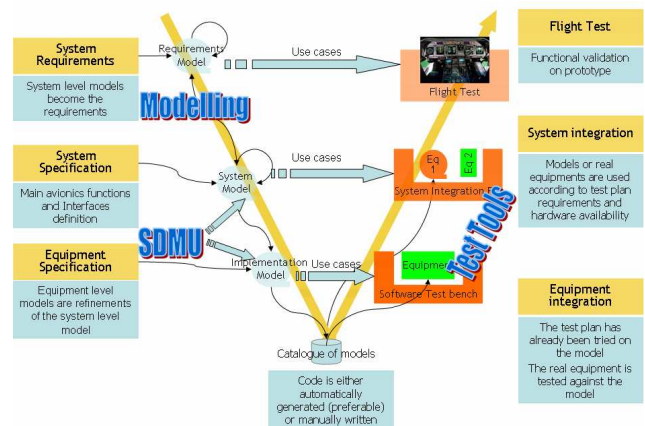 System
Requirements
System level models
become the
requirements
System
Specification
Main avionics functions
and Interfaces
definition
Equipment
Specification
Equipment level
models are refinements
of the system level
model
Requirements
Model
Use cases
Flight Test
Modelling
System
Model
Use cases
Eq
1
Eq 2
System Integration
SDMU
Implementation
Model
Use cases
Equipment
Software Test bench
Test Tools
Catalogue of models
Code is either
automatically
generated (preferable)
or manually written
Flight Test
Functional validation
on prototype
System integration
Models or real
equipments are used
according to test plan
requirements and
hardware availability
Equipment
integration
The test plan has
already been tried on
the model
The real equipment is
tested against the
model